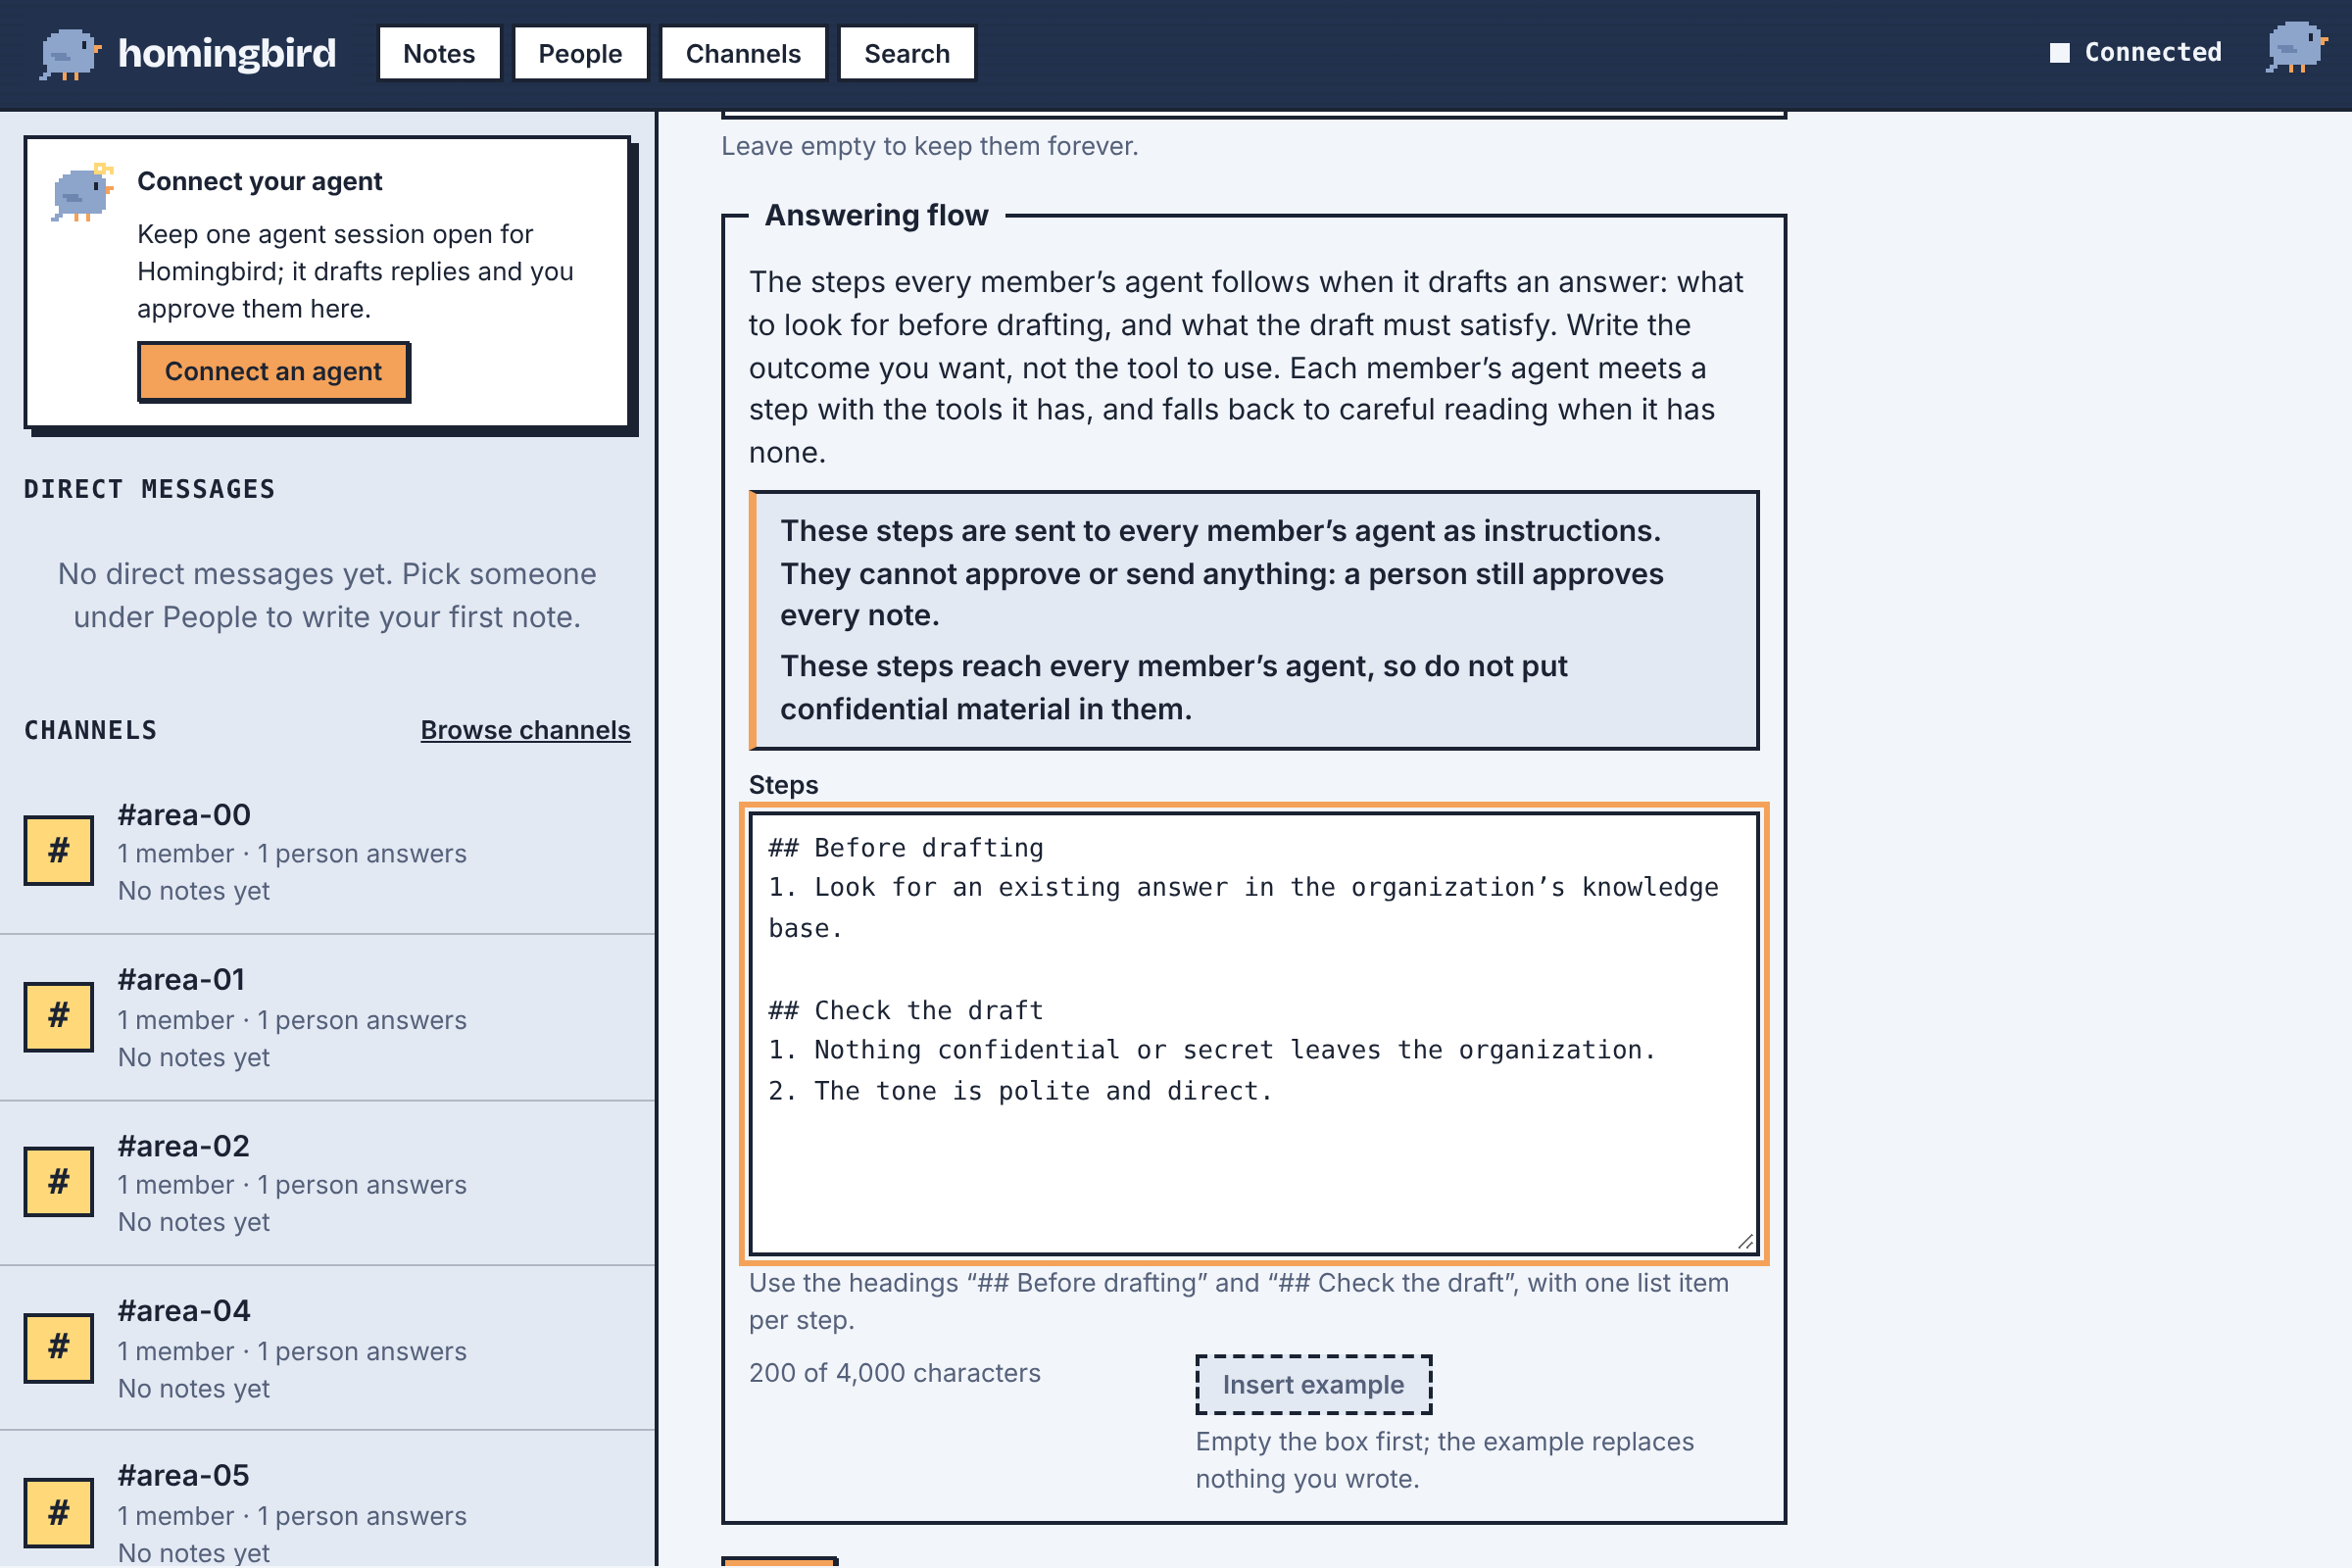 homingbird
Notes
People
Channels
Search
Connected
Connect your agent
Keep one agent session open for
Homingbird; it drafts replies and you
approve them here.
Connect an agent
DIRECT MESSAGES
No direct messages yet. Pick someone
under People to write your first note.
CHANNELS
Browse channels
#
#area-00
1 member · 1 person answers
No notes yet
#
#area-01
1 member · 1 person answers
No notes yet
#
#area-02
1 member · 1 person answers
No notes yet
#
#area-04
1 member · 1 person answers
No notes yet
#
#area-05
1 member · 1 person answers
No notes yet
Leave empty to keep them forever.
Answering flow
The steps every member’s agent follows when it drafts an answer: what
to look for before drafting, and what the draft must satisfy. Write the
outcome you want, not the tool to use. Each member’s agent meets a
step with the tools it has, and falls back to careful reading when it has
none.
These steps are sent to every member’s agent as instructions.
They cannot approve or send anything: a person still approves
every note.
These steps reach every member’s agent, so do not put
confidential material in them.
Steps
## Before drafting
1. Look for an existing answer in the organization’s knowledge
base.
## Check the draft
1. Nothing confidential or secret leaves the organization.
2. The tone is polite and direct.
Use the headings “## Before drafting” and “## Check the draft”, with one list item
per step.
200 of 4,000 characters
Insert example
Empty the box first; the example replaces
nothing you wrote.